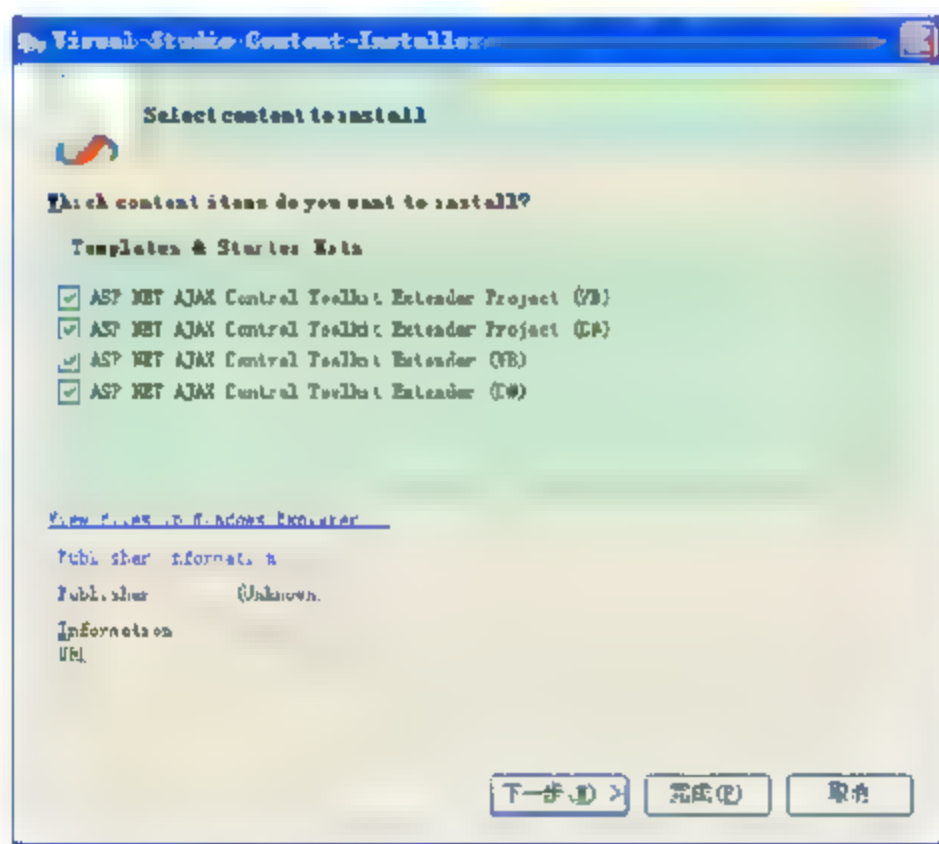 Visual Studio Content Installer
Select content to install
Which content items do you want to install?
Templates & Starter Kits
ASP NET AJAX Control Toolkit Extender Project (VB)
ASP NET AJAX Control Toolkit Extender Project (C#)
ASP NET AJAX Control Toolkit Extender (VB)
ASP NET AJAX Control Toolkit Extender (C#)
View files in Windows Explorer
Publisher Information
Publisher (Unknown)
Information
URL
下一步(N) >
完成(F)
取消